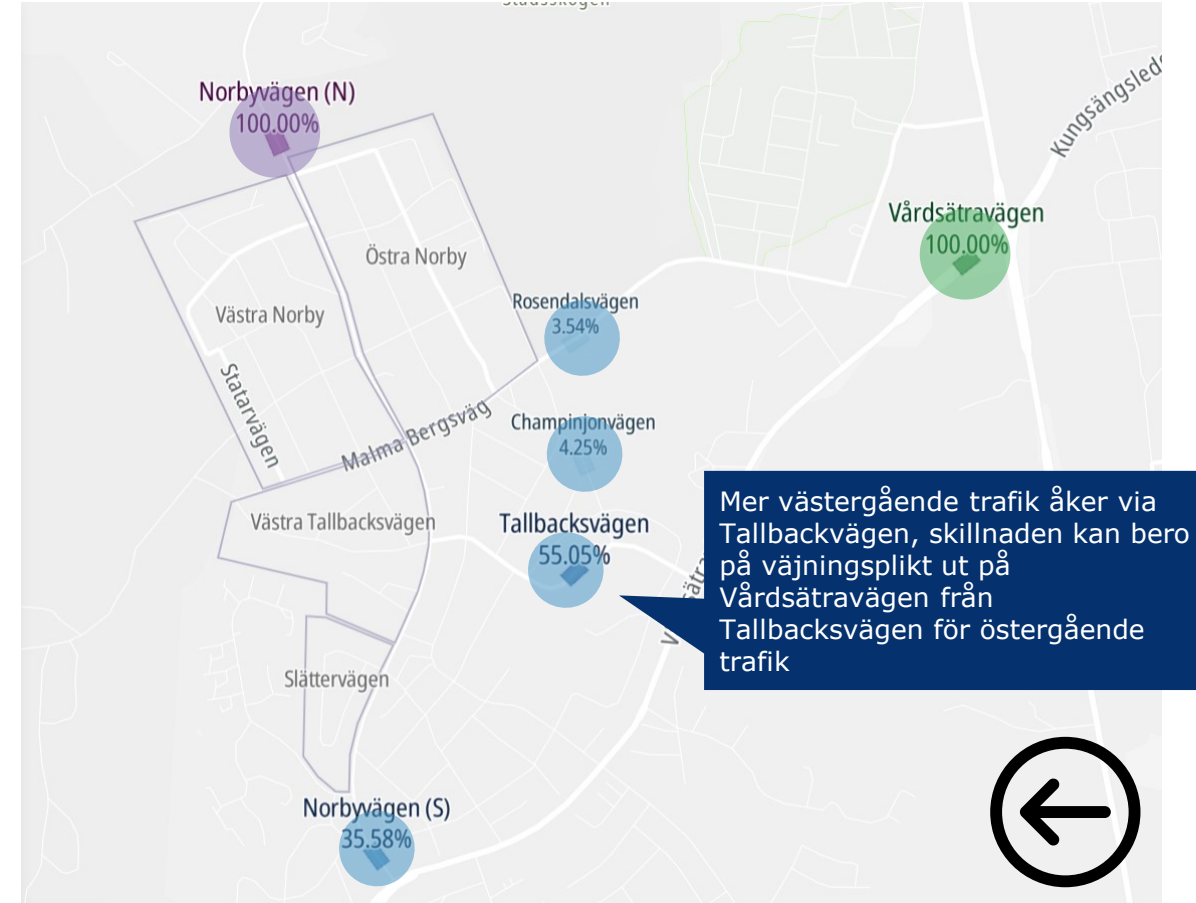 Stadsskogen
Norbyvägen (N)
100.00%
Kungsängsled
Vårdsätravägen
100.00%
Östra Norby
Rosendalsvägen
3.54%
Västra Norby
Statarvägen
Malma Bergsväg
Champinjonvägen
4.25%
Västra Tallbacksvägen
Tallbacksvägen
55.05%
Mer västergående trafik åker via
Tallbackvägen, skillnaden kan bero
på väjningsplikt ut på
Vårdsätravägen från
Tallbacksvägen för östergående
trafik
Slättervägen
Norbyvägen (S)
35.58%